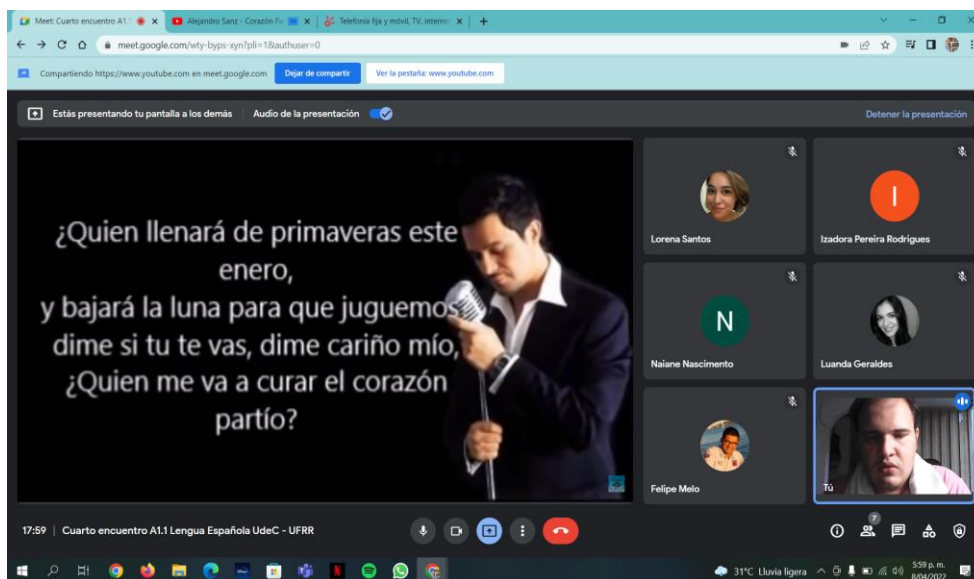 Meet: Cuarto encuentro A1.1
Alejandro Sanz - Corazón Pa
Telefonía fija y móvil, TV, interne
meet.google.com/wty-byps-xyn?pli=1&authuser=0
Compartiendo https://www.youtube.com en meet.google.com
Dejar de compartir
Ver la pestaña: www.youtube.com
Estás presentando tu pantalla a los demás
Audio de la presentación
Detener la presentación
¿Quien llenará de primaveras este
enero,
y bajará la luna para que juguemos
dime si tu te vas, dime cariño mío,
¿Quien me va a curar el corazón
partío?
Lorena Santos
I
Izadora Pereira Rodrigues
N
Naiane Nascimento
Luanda Geraldes
Felipe Melo
Tú
17:59 | Cuarto encuentro A1.1 Lengua Española UdeC - UFRR
7
31°C Lluvia ligera
5:59 p. m.
8/04/2022